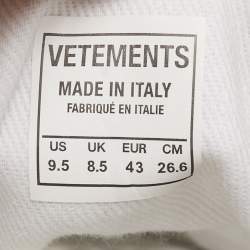 VETEMENTS
MADE IN ITALY
FABRIQUÉ EN ITALIE
US UK EUR CM
9.5 8.5 43 26.6